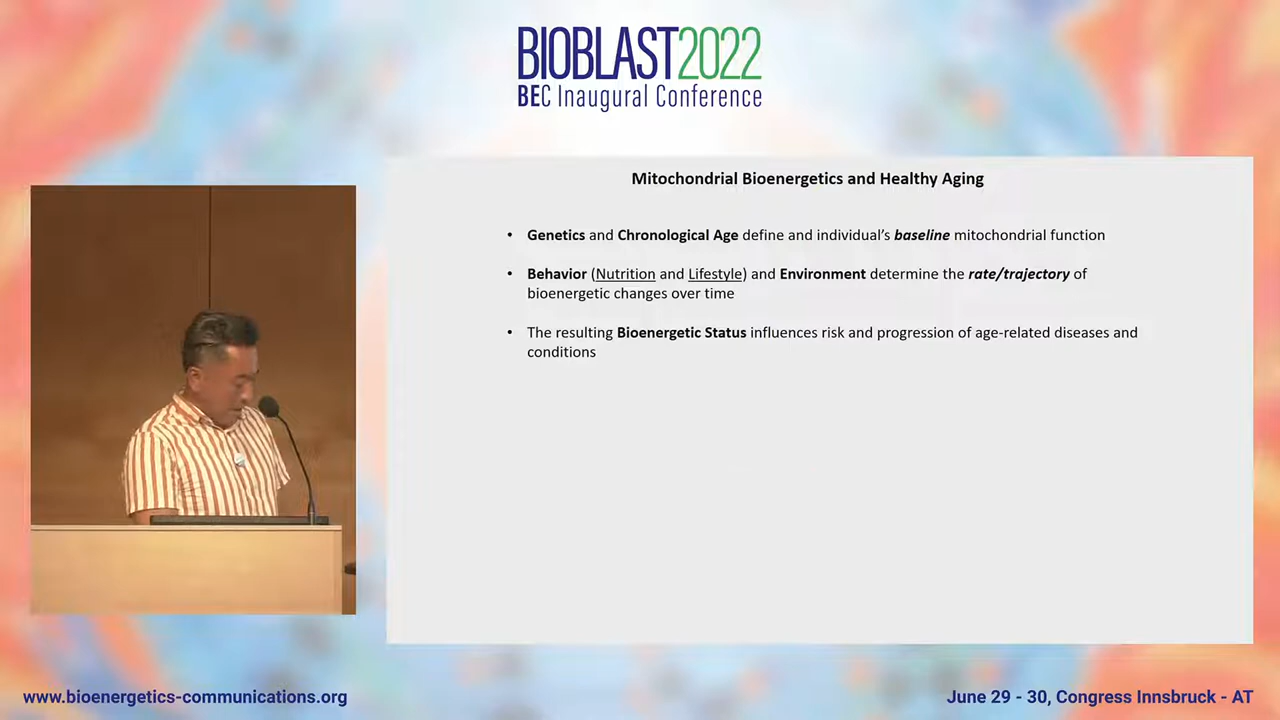 BIOBLAST2022
BEC Inaugural Conference
Mitochondrial Bioenergetics and Healthy Aging
• Genetics and Chronological Age define and individual's baseline mitochondrial function
• Behavior (Nutrition and Lifestyle) and Environment determine the rate/trajectory of
bioenergetic changes over time
• The resulting Bioenergetic Status influences risk and progression of age-related diseases and
conditions
www.bioenergetics-communications.org
June 29 - 30, Congress Innsbruck - AT